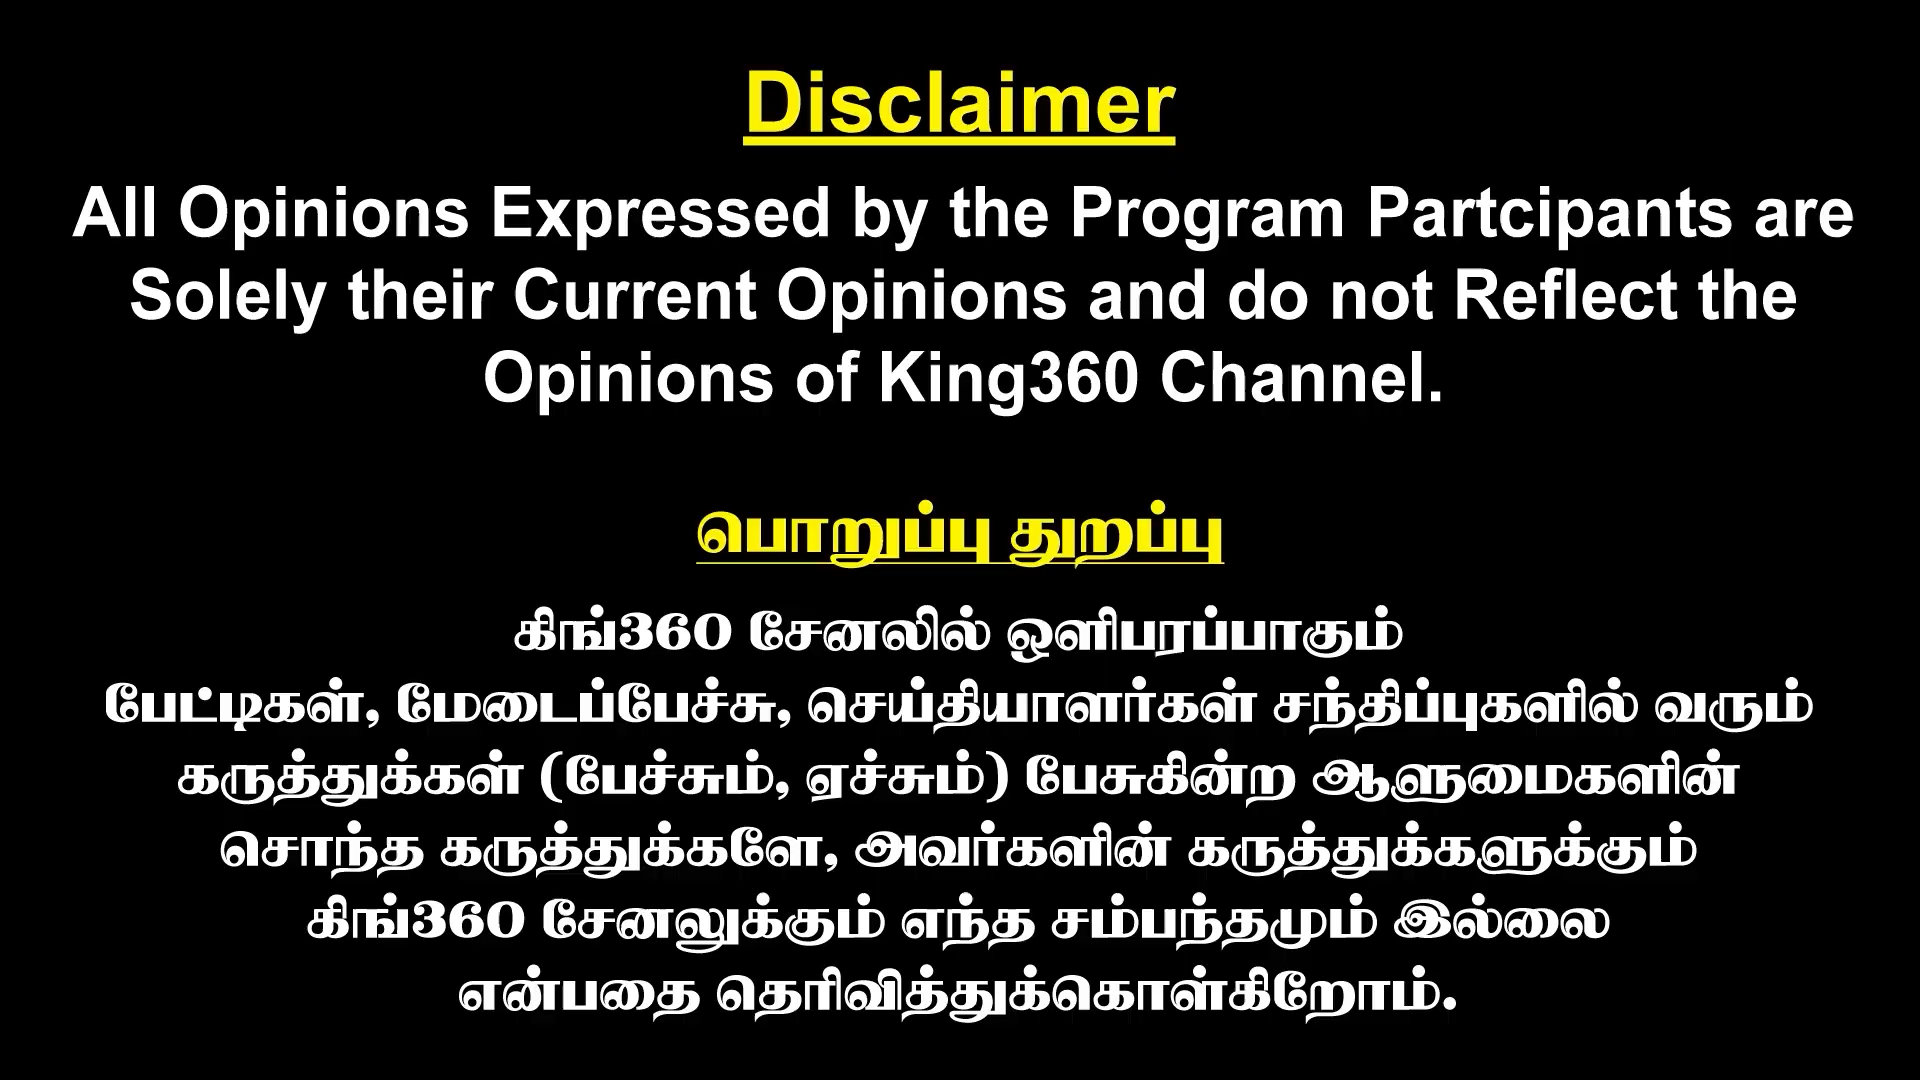 Disclaimer
All Opinions Expressed by the Program Partcipants are
Solely their Current Opinions and do not Reflect the
Opinions of King360 Channel.
பொறுப்பு துறப்பு
கிங்360 சேனலில் ஒளிபரப்பாகும்
பேட்டிகள், மேடைப்பேச்சு, செய்தியாளர்கள் சந்திப்புகளில் வரும்
கருத்துக்கள் (பேச்சும், ஏச்சும்) பேசுகின்ற ஆளுமைகளின்
சொந்த கருத்துக்களே, அவர்களின் கருத்துக்களுக்கும்
கிங்360 சேனலுக்கும் எந்த சம்பந்தமும் இல்லை
என்பதை தெரிவித்துக்கொள்கிறோம்.